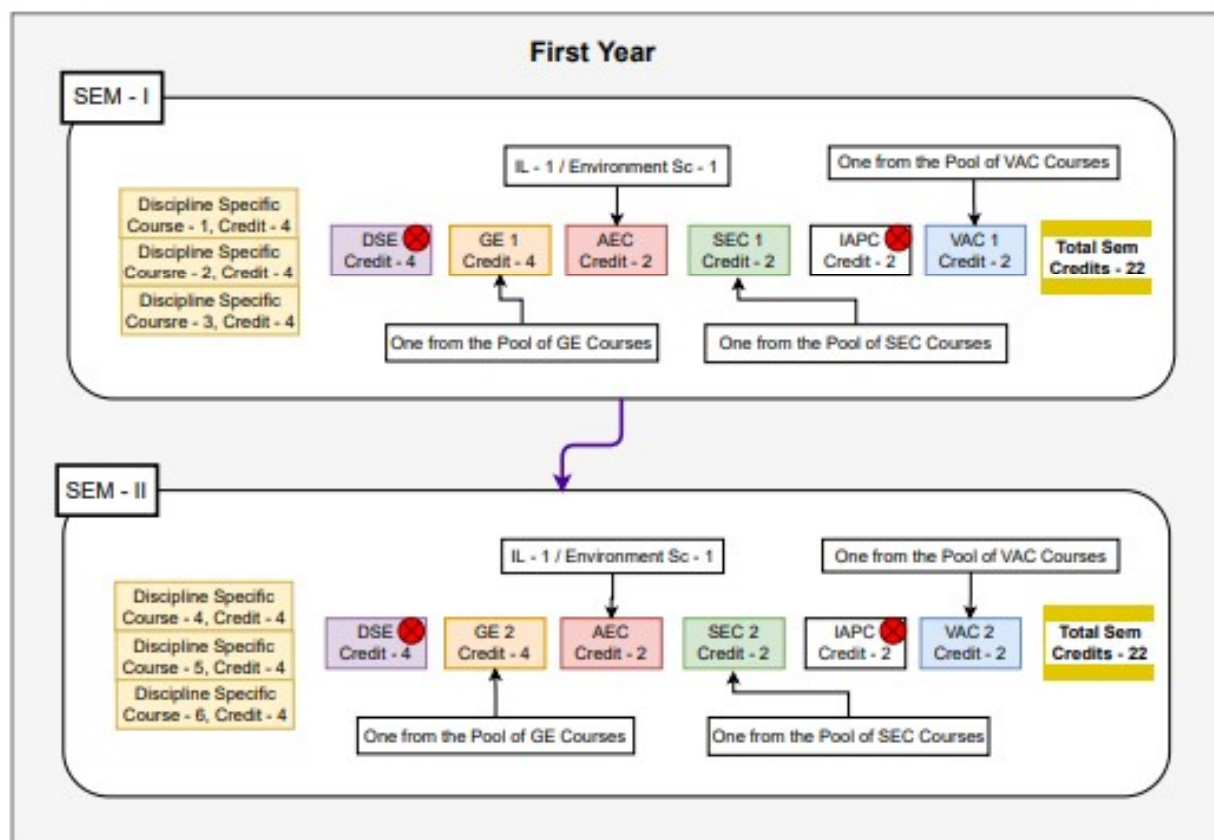 First Year
SEM - I
IL - 1 / Environment Sc - 1
One from the Pool of VAC Courses
Discipline Specific
Course - 1, Credit - 4
Discipline Specific
Coursre - 2, Credit - 4
Discipline Specific
Coursre - 3, Credit - 4
DSE
Credit - 4
GE 1
Credit - 4
AEC
Credit - 2
SEC 1
Credit - 2
IAPC
Credit - 2
VAC 1
Credit - 2
Total Sem
Credits - 22
One from the Pool of GE Courses
One from the Pool of SEC Courses
SEM - II
IL - 1 / Environment Sc - 1
One from the Pool of VAC Courses
Discipline Specific
Course - 4, Credit - 4
Discipline Specific
Course - 5, Credit - 4
Discipline Specific
Course - 6, Credit - 4
DSE
Credit - 4
GE 2
Credit - 4
AEC
Credit - 2
SEC 2
Credit - 2
IAPC
Credit - 2
VAC 2
Credit - 2
Total Sem
Credits - 22
One from the Pool of GE Courses
One from the Pool of SEC Courses